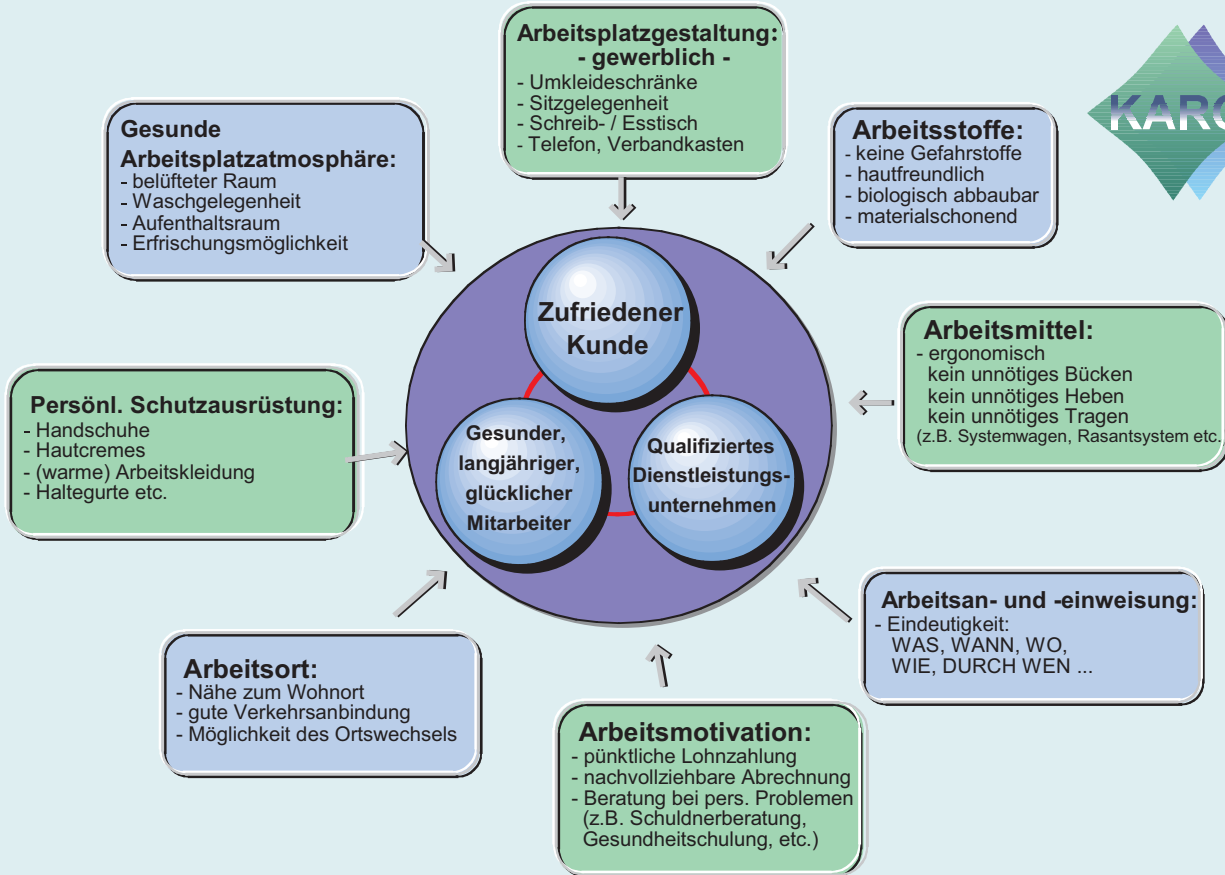 Arbeitsplatzgestaltung:
- gewerblich -
- Umkleideschränke
- Sitzgelegenheit
- Schreib- / Esstisch
- Telefon, Verbandkasten
Gesunde
Arbeitsplatzatmosphäre:
- belüfteter Raum
- Waschgelegenheit
- Aufenthaltsraum
- Erfrischungsmöglichkeit
Arbeitsstoffe:
- keine Gefahrstoffe
- hautfreundlich
- biologisch abbaubar
- materialschonend
Zufriedener
Kunde
Arbeitsmittel:
- ergonomisch
kein unnötiges Bücken
kein unnötiges Heben
kein unnötiges Tragen
(z.B. Systemwagen, Rasantsystem etc.)
Persönl. Schutzausrüstung:
- Handschuhe
- Hautcremes
- (warme) Arbeitskleidung
- Haltegurte etc.
Gesunder,
langjähriger,
glücklicher
Mitarbeiter
Qualifiziertes
Dienstleistungs-
unternehmen
Arbeitsan- und -einweisung:
- Eindeutigkeit:
WAS, WANN, WO,
WIE, DURCH WEN ...
Arbeitsort:
- Nähe zum Wohnort
- gute Verkehrsanbindung
- Möglichkeit des Ortswechsels
Arbeitsmotivation:
- pünktliche Lohnzahlung
- nachvollziehbare Abrechnung
- Beratung bei pers. Problemen
(z.B. Schuldnerberatung,
Gesundheitschulung, etc.)